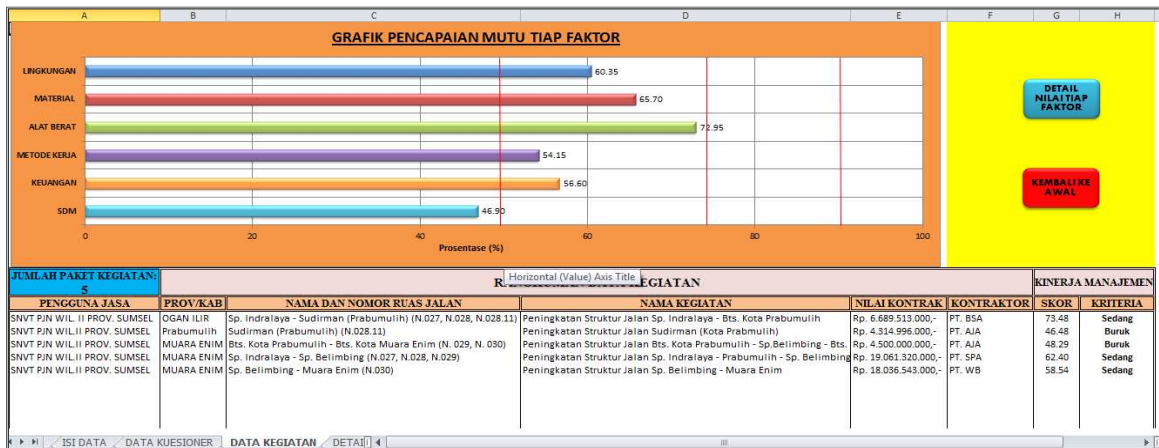 A B C D E F G H
GRAFIK PENCAPAIAN MUTU TIAP FAKTOR
LINGKUNGAN 60.35
MATERIAL 65.70
ALAT BERAT 72.95
METODE KERJA 54.15
KEUANGAN 56.60
SDM 46.90
0 20 40 60 80 100
Prosentase (%)
DETAIL
NILAI TIAP
FAKTOR
KEMBALI KE
AWAL
Horizontal (Value) Axis Title
JUMLAH PAKET KEGIATAN:
5
KEGIATAN
KINERJA MANAJEMEN
PENGGUNA JASA PROV/KAB NAMA DAN NOMOR RUAS JALAN NAMA KEGIATAN NILAI KONTRAK KONTRAKTOR SKOR KRITERIA
SNVT PJN WIL. II PROV. SUMSEL OGAN ILIR Sp. Indralaya - Sudirman (Prabumulih) (N.027, N.028, N.028.11) Peningkatan Struktur Jalan Sp. Indralaya - Bts. Kota Prabumulih Rp. 6.689.513.000,- PT. BSA 73.48 Sedang
SNVT PJN WIL.II PROV. SUMSEL Prabumulih Sudirman (Prabumulih) (N.028.11) Peningkatan Struktur Jalan Sudirman (Kota Prabmulih) Rp. 4.314.996.000,- PT. AJA 46.48 Buruk
SNVT PJN WIL.II PROV. SUMSEL MUARA ENIM Bts. Kota Prabumulih - Bts. Kota Muara Enim (N. 029, N. 030) Peningkatan Struktur Jalan Bts. Kota Prabumulih - Sp.Belimbing - Bts. Rp. 4.500.000.000,- PT. AJA 48.29 Buruk
SNVT PJN WIL.II PROV. SUMSEL MUARA ENIM Sp. Indralaya - Sp. Belimbing (N.027, N.028, N.029) Peningkatan Struktur Jalan Sp. Indralaya - Prabumulih - Sp. Belimbing Rp. 19.061.320.000,- PT. SPA 62.40 Sedang
SNVT PJN WIL.II PROV. SUMSEL MUARA ENIM Sp. Belimbing - Muara Enim (N.030) Peningkatan Struktur Jalan Sp. Belimbing - Muara Enim Rp. 18.036.543.000,- PT. WB 58.54 Sedang
ISI DATA DATA KUESIONER DATA KEGIATAN DETAI